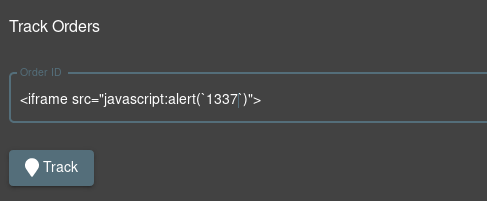 Track Orders
Order ID
<iframe src="javascript:alert(`1337`)">
Track